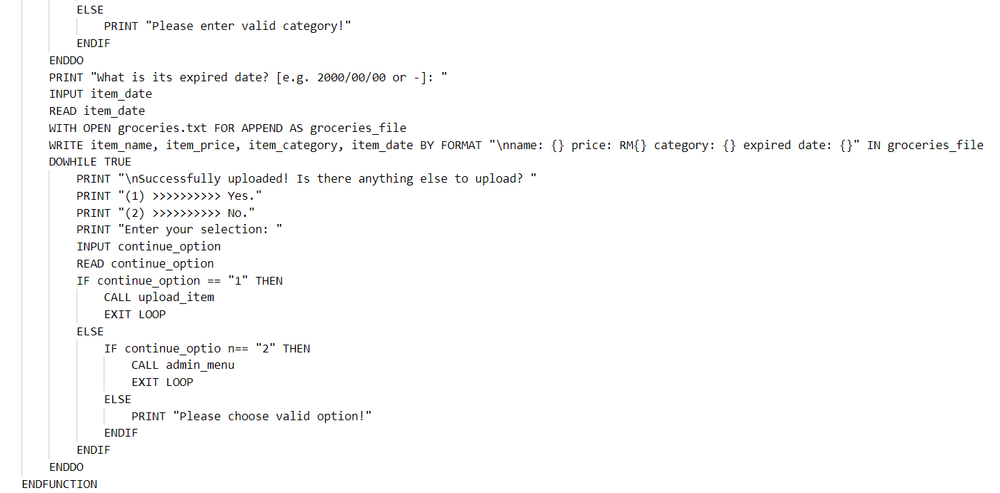 ELSE
PRINT "Please enter valid category!"
ENDIF
ENDDO
PRINT "What is its expired date? [e.g. 2000/00/00 or -]: "
INPUT item_date
READ item_date
WITH OPEN groceries.txt FOR APPEND AS groceries_file
WRITE item_name, item_price, item_category, item_date BY FORMAT "\nname: {} price: RM{} category: {} expired date: {}" IN groceries_file
DOWHILE TRUE
PRINT "\nSuccessfully uploaded! Is there anything else to upload? "
PRINT "(1) >>>>>>>>>> Yes."
PRINT "(2) >>>>>>>>>> No."
PRINT "Enter your selection: "
INPUT continue_option
READ continue_option
IF continue_option == "1" THEN
CALL upload_item
EXIT LOOP
ELSE
IF continue_optio n== "2" THEN
CALL admin_menu
EXIT LOOP
ELSE
PRINT "Please choose valid option!"
ENDIF
ENDIF
ENDDO
ENDFUNCTION